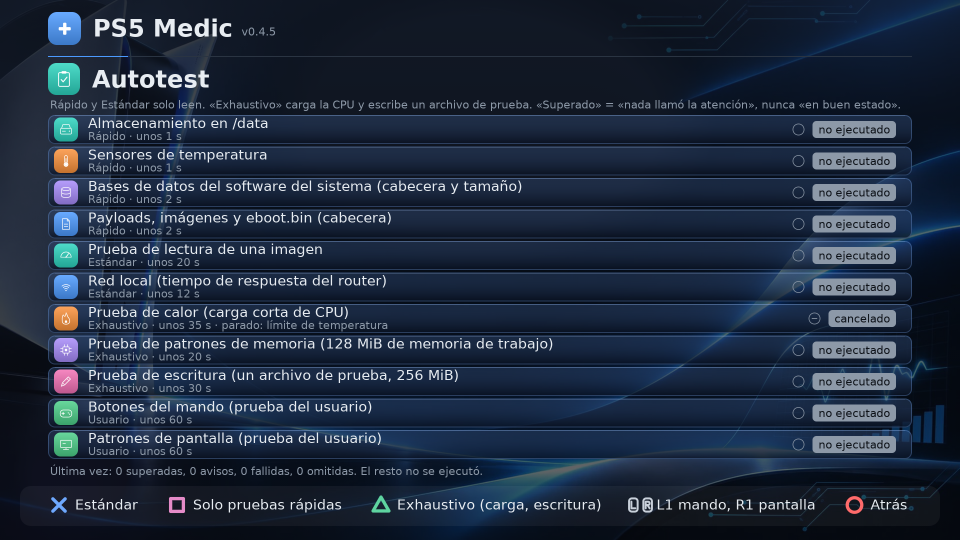 PS5 Medic v0.4.5
Autotest
Rápido y Estándar solo leen. «Exhaustivo» carga la CPU y escribe un archivo de prueba. «Superado» = «nada llamó la atención», nunca «en buen estado».
Almacenamiento en /data
Rápido · unos 1 s
no ejecutado
Sensores de temperatura
Rápido · unos 1 s
no ejecutado
Bases de datos del software del sistema (cabecera y tamaño)
Rápido · unos 2 s
no ejecutado
Payloads, imágenes y eboot.bin (cabecera)
Rápido · unos 2 s
no ejecutado
Prueba de lectura de una imagen
Estándar · unos 20 s
no ejecutado
Red local (tiempo de respuesta del router)
Estándar · unos 12 s
no ejecutado
Prueba de calor (carga corta de CPU)
Exhaustivo · unos 35 s · parado: límite de temperatura
cancelado
Prueba de patrones de memoria (128 MiB de memoria de trabajo)
Exhaustivo · unos 20 s
no ejecutado
Prueba de escritura (un archivo de prueba, 256 MiB)
Exhaustivo · unos 30 s
no ejecutado
Botones del mando (prueba del usuario)
Usuario · unos 60 s
no ejecutado
Patrones de pantalla (prueba del usuario)
Usuario · unos 60 s
no ejecutado
Última vez: 0 superadas, 0 avisos, 0 fallidas, 0 omitidas. El resto no se ejecutó.
Estándar Solo pruebas rápidas Exhaustivo (carga, escritura) L R L1 mando, R1 pantalla Atrás